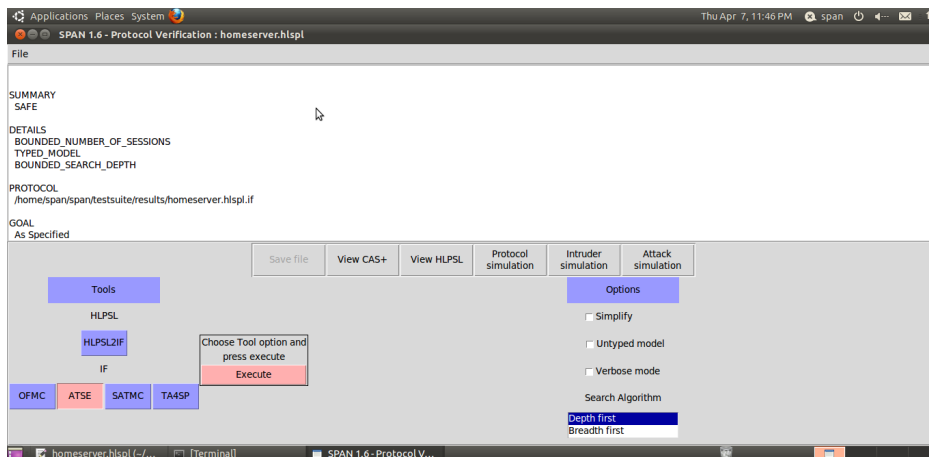 Applications Places System
Thu Apr 7, 11:46 PM span
SPAN 1.6 - Protocol Verification : homeserver.hlspl
File
SUMMARY
SAFE
DETAILS
BOUNDED_NUMBER_OF_SESSIONS
TYPED_MODEL
BOUNDED_SEARCH_DEPTH
PROTOCOL
/home/span/span/testsuite/results/homeserver.hlspl.if
GOAL
As Specified
Save file
View CAS+
View HLPSL
Protocol
simulation
Intruder
simulation
Attack
simulation
Tools
HLPSL
HLPSL2IF
IF
OFMC
ATSE
SATMC
TA4SP
Choose Tool option and
press execute
Execute
Options
Simplify
Untyped model
Verbose mode
Search Algorithm
Depth first
Breadth first
homeserver.hlspl (~/...
[Terminal]
SPAN 1.6 - Protocol V...